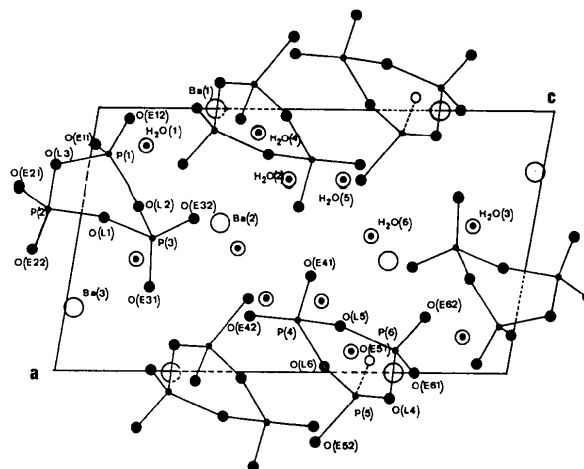 c
Ba(1)
O(E12)
H₂O(1)
H₂O(4)
O(E11)
O(L3)
P(1)
O(E21)
H₂O(2)
H₂O(5)
P(2)
O(L2)
O(E32)
Ba(2)
H₂O(6)
H₂O(3)
O(L1)
P(3)
O(E22)
O(E41)
Ba(3)
O(E31)
O(E62)
O(E42)
P(4)
O(L5)
P(6)
O(E51)
a
O(L6)
O(E61)
P(5)
O(L4)
O(E52)